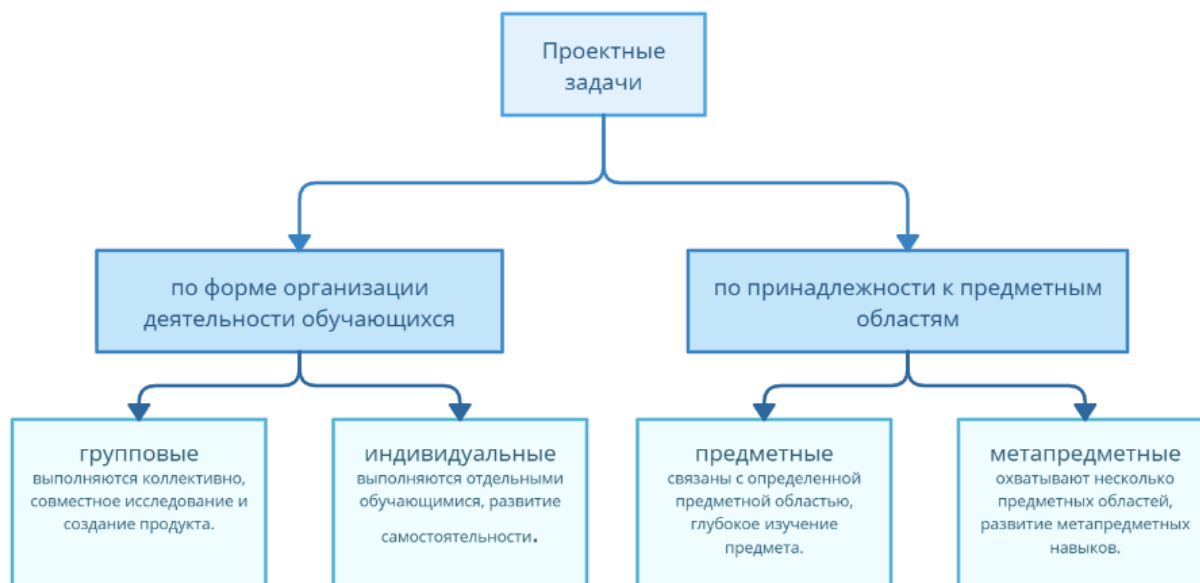 Проектные
задачи
по форме организации
деятельности обучающихся
по принадлежности к предметным
областям
групповые
выполняются коллективно,
совместное исследование и
создание продукта.
индивидуальные
выполняются отдельными
обучающимися, развитие
самостоятельности.
предметные
связаны с определенной
предметной областью,
глубокое изучение
предмета.
метапредметные
охватывают несколько
предметных областей,
развитие метапредметных
навыков.